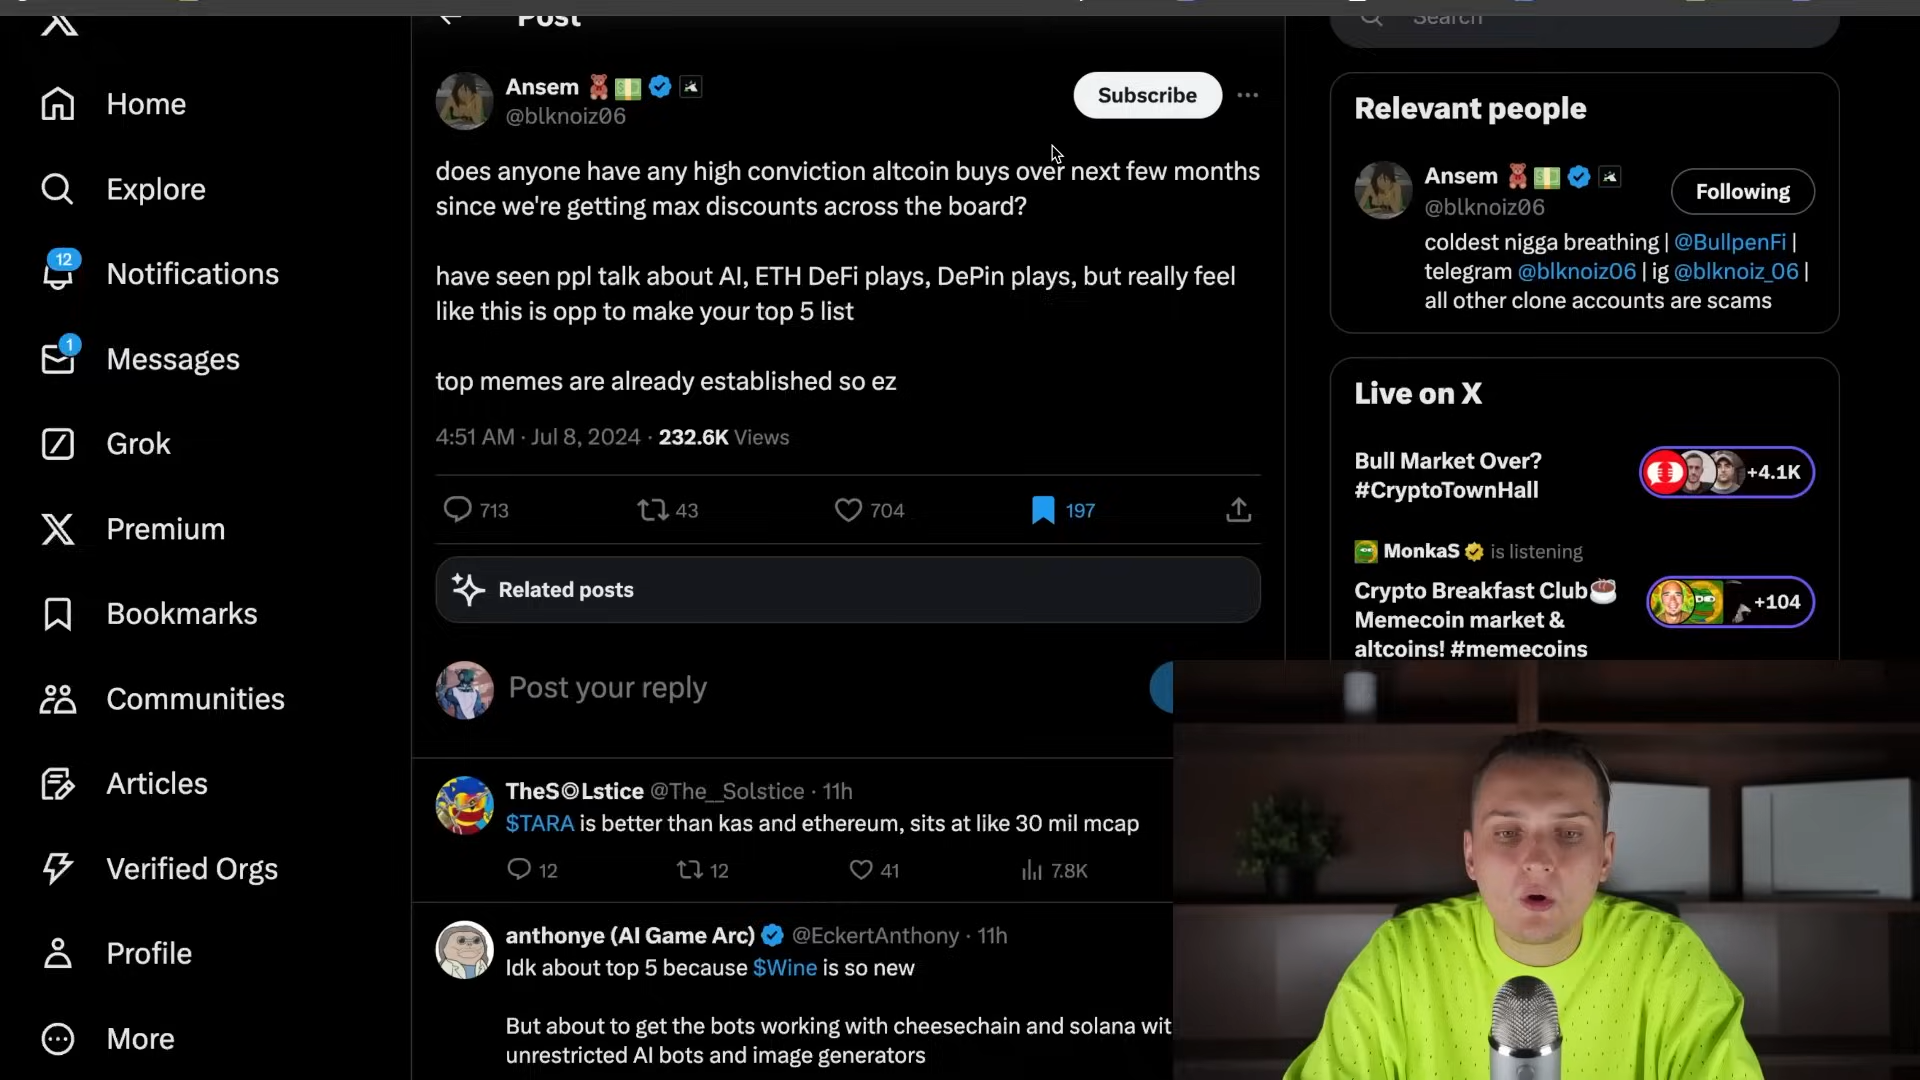 Post
Search
Home
Explore
12
Notifications
1
Messages
Grok
Premium
Bookmarks
Communities
Articles
Verified Orgs
Profile
More
Ansem
@blknoiz06
Subscribe
does anyone have any high conviction altcoin buys over next few months
since we're getting max discounts across the board?
have seen ppl talk about AI, ETH DeFi plays, DePin plays, but really feel
like this is opp to make your top 5 list
top memes are already established so ez
4:51 AM · Jul 8, 2024 · 232.6K Views
713 43 704 197
Related posts
Post your reply
TheS◎Lstice @The__Solstice · 11h
$TARA is better than kas and ethereum, sits at like 30 mil mcap
12 12 41 7.8K
anthonye (AI Game Arc) @EckertAnthony · 11h
Idk about top 5 because $Wine is so new
But about to get the bots working with cheesechain and solana wit
unrestricted AI bots and image generators
Relevant people
Ansem
@blknoiz06
Following
coldest nigga breathing | @BullpenFi |
telegram @blknoiz06 | ig @blknoiz_06 |
all other clone accounts are scams
Live on X
Bull Market Over?
#CryptoTownHall
+4.1K
MonkaS is listening
Crypto Breakfast Club
Memecoin market &
altcoins! #memecoins
+104